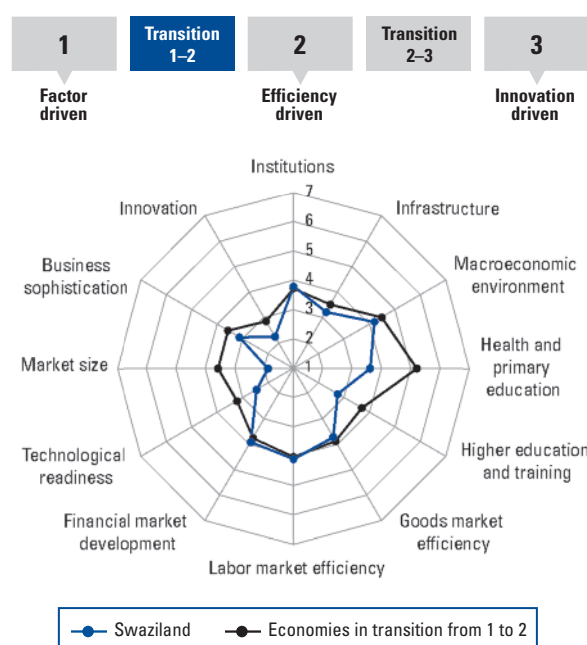 1
Transition
1–2
2
Transition
2–3
3
Factor
driven
Efficiency
driven
Innovation
driven
Institutions
7
Innovation
6
Infrastructure
5
Business
sophistication
Macroeconomic
environment
4
3
2
Market size
1
Health and
primary
education
Technological
readiness
Higher education
and training
Financial market
development
Goods market
efficiency
Labor market efficiency
Swaziland
Economies in transition from 1 to 2